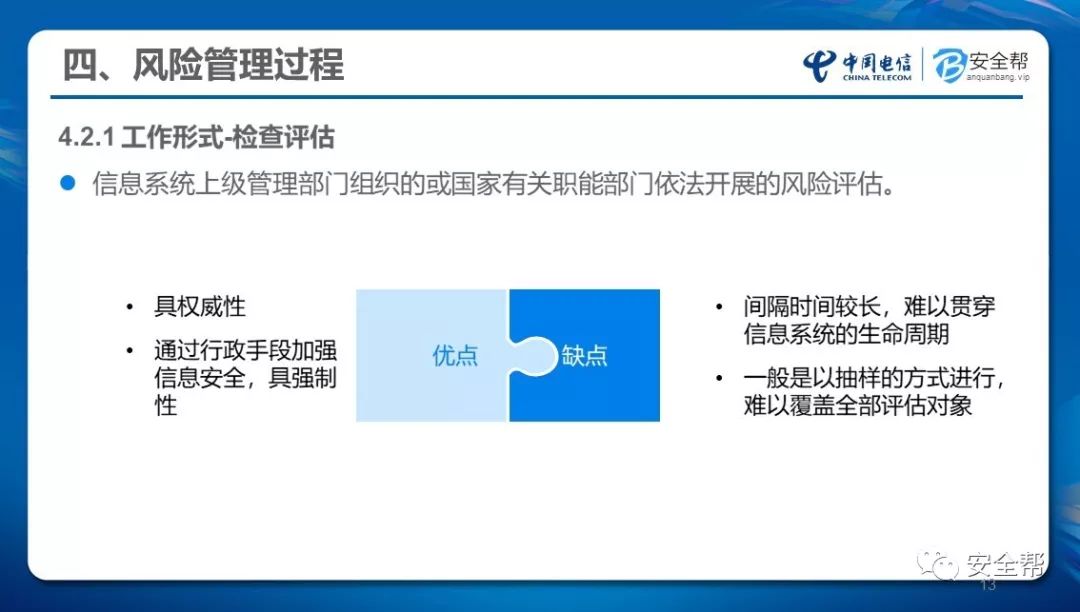 四、风险管理过程
中国电信
CHINA TELECOM
安全帮
anquanbang.vip
4.2.1 工作形式-检查评估
信息系统上级管理部门组织的或国家有关职能部门依法开展的风险评估。
• 具权威性
• 通过行政手段加强
信息安全，具强制
性
优点
缺点
• 间隔时间较长，难以贯穿
信息系统的生命周期
• 一般是以抽样的方式进行，
难以覆盖全部评估对象
安全帮
13